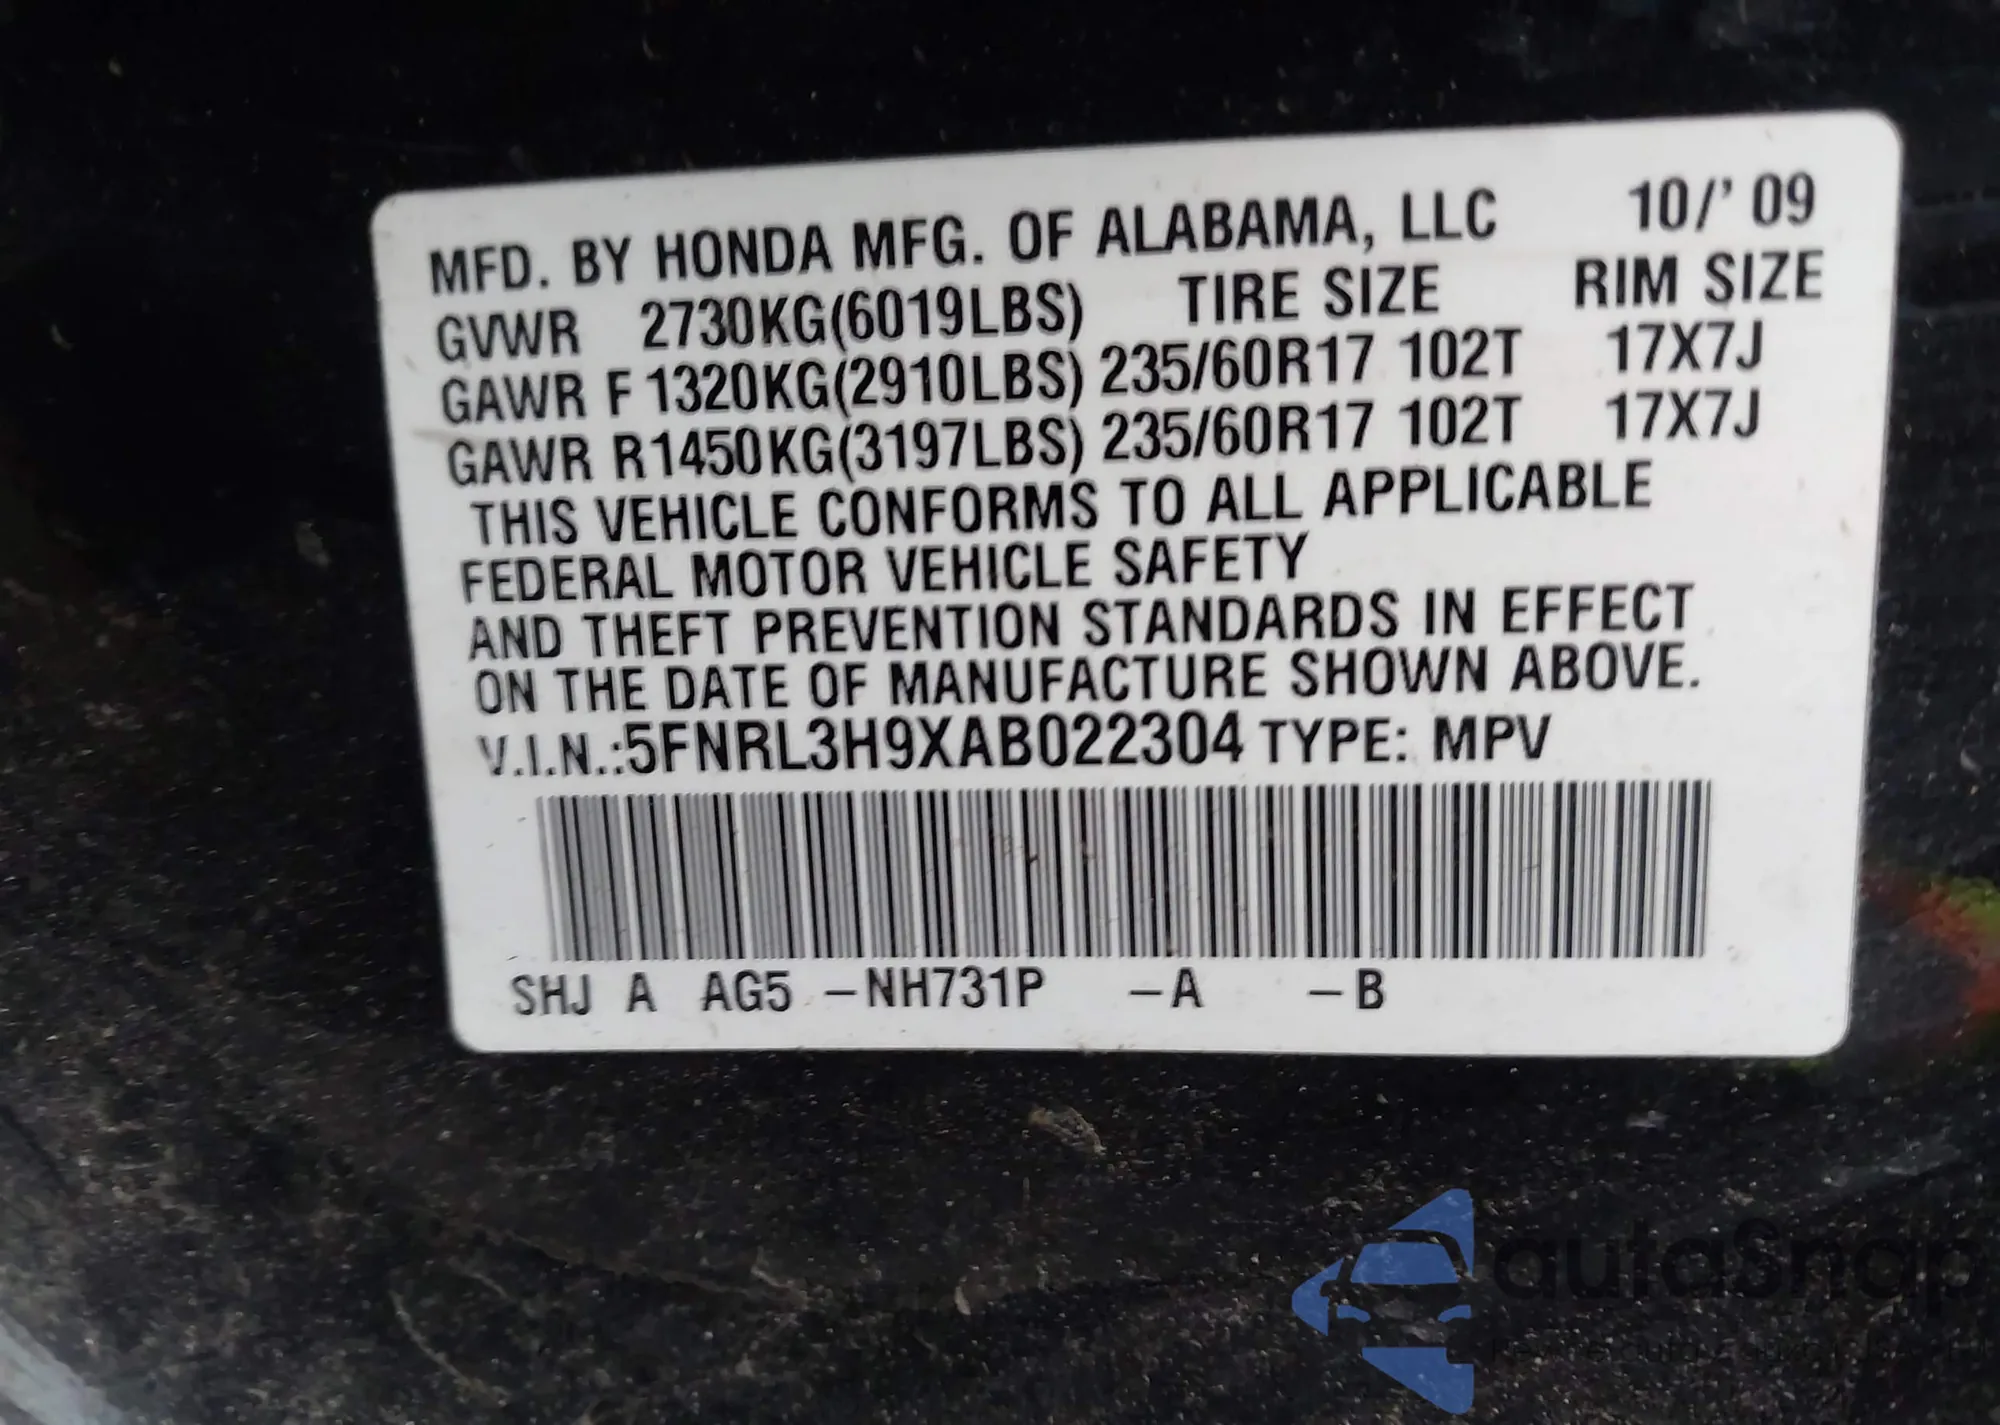 MFD. BY HONDA MFG. OF ALABAMA, LLC 10/' 09
GVWR 2730KG(6019LBS) TIRE SIZE RIM SIZE
GAWR F 1320KG(2910LBS) 235/60R17 102T 17X7J
GAWR R1450KG(3197LBS) 235/60R17 102T 17X7J
THIS VEHICLE CONFORMS TO ALL APPLICABLE
FEDERAL MOTOR VEHICLE SAFETY
AND THEFT PREVENTION STANDARDS IN EFFECT
ON THE DATE OF MANUFACTURE SHOWN ABOVE.
V.I.N.:5FNRL3H9XAB022304 TYPE: MPV
SHJ A AG5 -NH731P -A -B
autaSnap